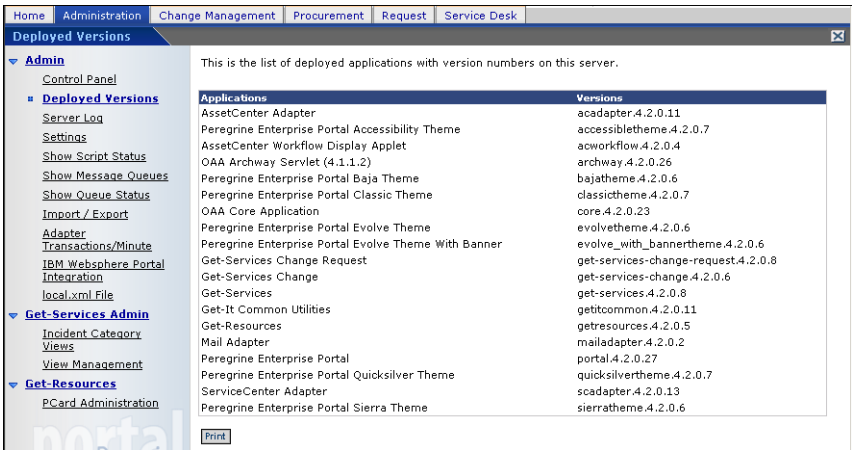 Home Administration Change Management Procurement Request Service Desk
Deployed Versions
Admin
Control Panel
Deployed Versions
Server Log
Settings
Show Script Status
Show Message Queues
Show Queue Status
Import / Export
Adapter
Transactions/Minute
IBM Websphere Portal
Integration
local.xml File
Get-Services Admin
Incident Category
Views
View Management
Get-Resources
PCard Administration
portal
This is the list of deployed applications with version numbers on this server.
Applications Versions
AssetCenter Adapter acadapter.4.2.0.11
Peregrine Enterprise Portal Accessibility Theme accessibletheme.4.2.0.7
AssetCenter Workflow Display Applet acworkflow.4.2.0.4
OAA Archway Servlet (4.1.1.2) archway.4.2.0.26
Peregrine Enterprise Portal Baja Theme bajatheme.4.2.0.6
Peregrine Enterprise Portal Classic Theme classictheme.4.2.0.7
OAA Core Application core.4.2.0.23
Peregrine Enterprise Portal Evolve Theme evolvetheme.4.2.0.6
Peregrine Enterprise Portal Evolve Theme With Banner evolve_with_bannertheme.4.2.0.6
Get-Services Change Request get-services-change-request.4.2.0.8
Get-Services Change get-services-change.4.2.0.6
Get-Services get-services.4.2.0.8
Get-It Common Utilities getitcommon.4.2.0.11
Get-Resources getresources.4.2.0.5
Mail Adapter mailadapter.4.2.0.2
Peregrine Enterprise Portal portal.4.2.0.27
Peregrine Enterprise Portal Quicksilver Theme quicksilvertheme.4.2.0.7
ServiceCenter Adapter scadapter.4.2.0.13
Peregrine Enterprise Portal Sierra Theme sierratheme.4.2.0.6
Print